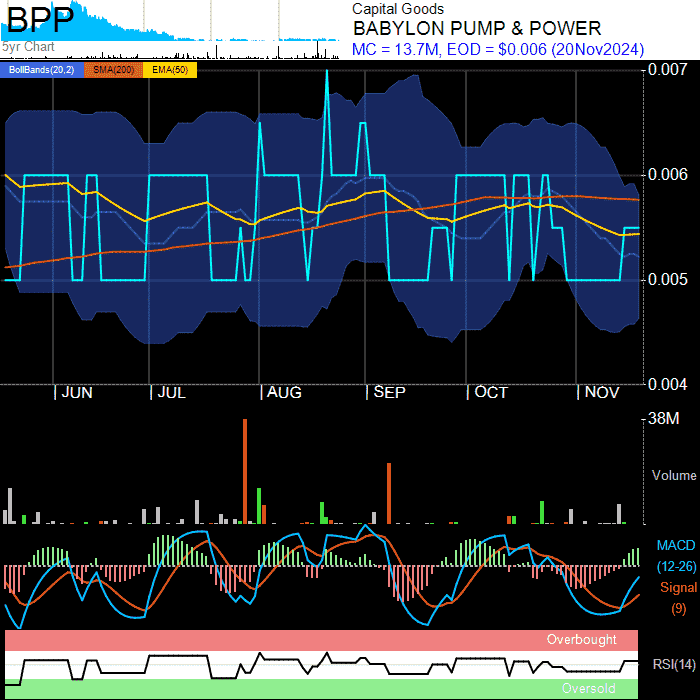 BPP
5yr Chart
Capital Goods
BABYLON PUMP & POWER
MC = 13.7M, EOD = $0.006 (20Nov2024)
BollBands(20,2) SMA(200) EMA(50)
0.007
0.006
0.005
0.004
JUN JUL AUG SEP OCT NOV
38M
Volume
MACD
(12-26)
Signal
(9)
Overbought
RSI(14)
Oversold